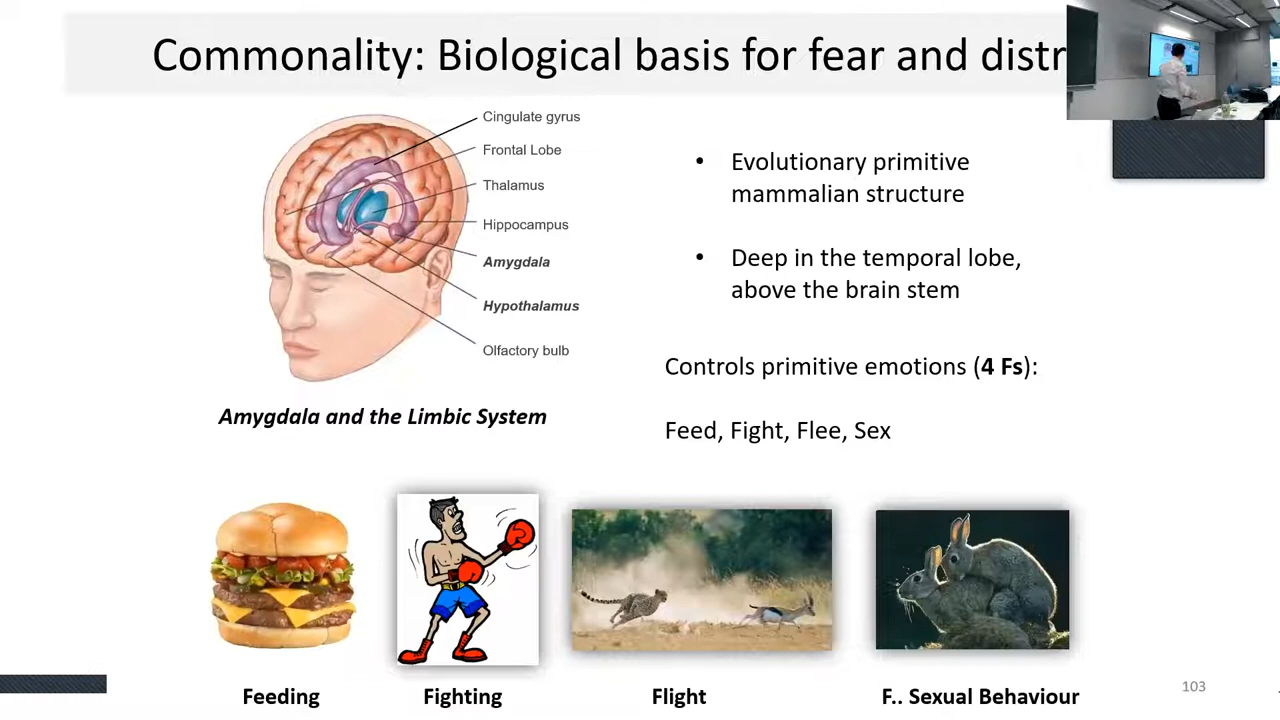 Commonality: Biological basis for fear and distr
Cingulate gyrus
Frontal Lobe
Thalamus
Hippocampus
Amygdala
Hypothalamus
Olfactory bulb
Amygdala and the Limbic System
• Evolutionary primitive
mammalian structure
• Deep in the temporal lobe,
above the brain stem
Controls primitive emotions (4 Fs):
Feed, Fight, Flee, Sex
Feeding
Fighting
Flight
F.. Sexual Behaviour
103